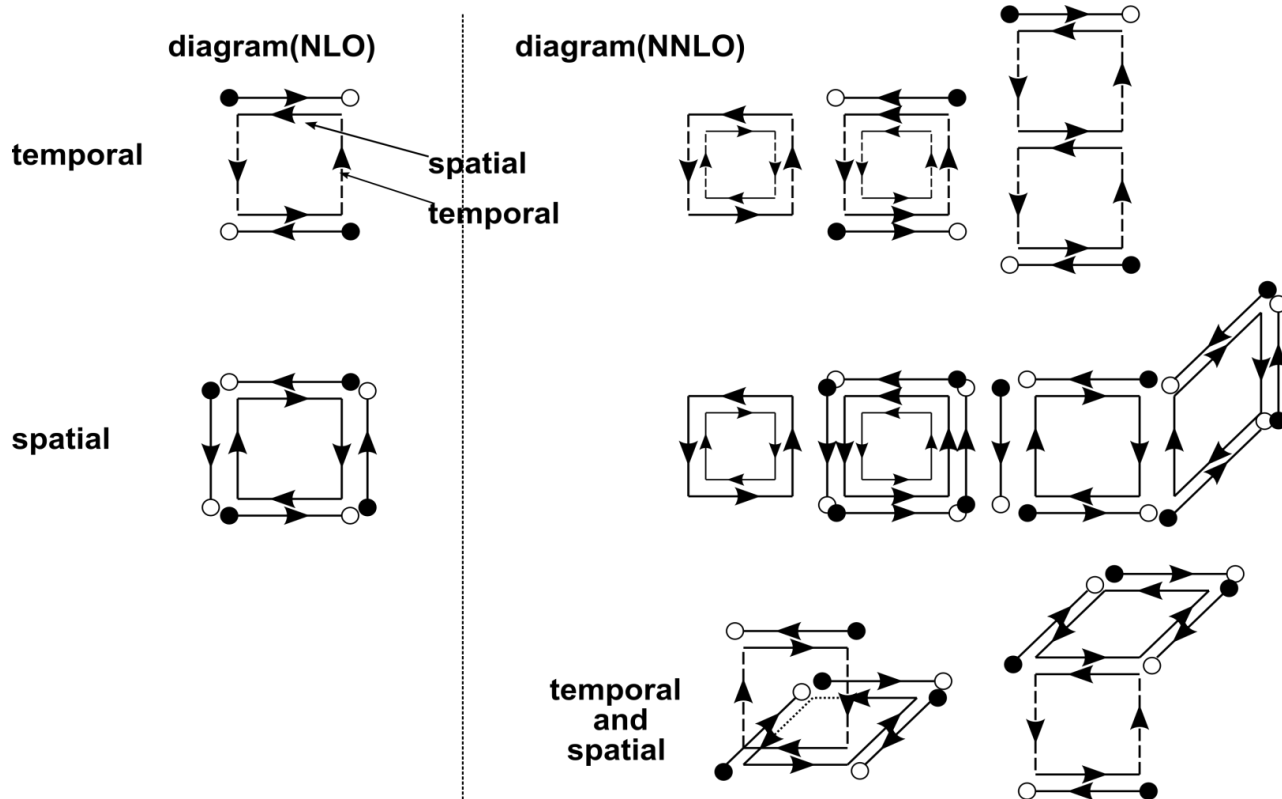 diagram(NLO)
diagram(NNLO)
temporal
spatial
temporal
spatial
temporal
and
spatial